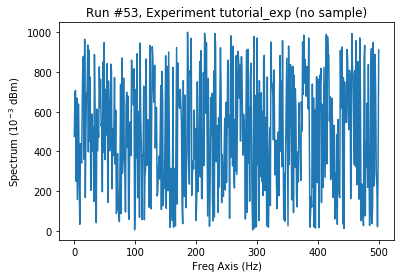 Run #53, Experiment tutorial_exp (no sample)
1000
800
600
400
200
0
Spectrum (10⁻³ dBm)
0 100 200 300 400 500
Freq Axis (Hz)